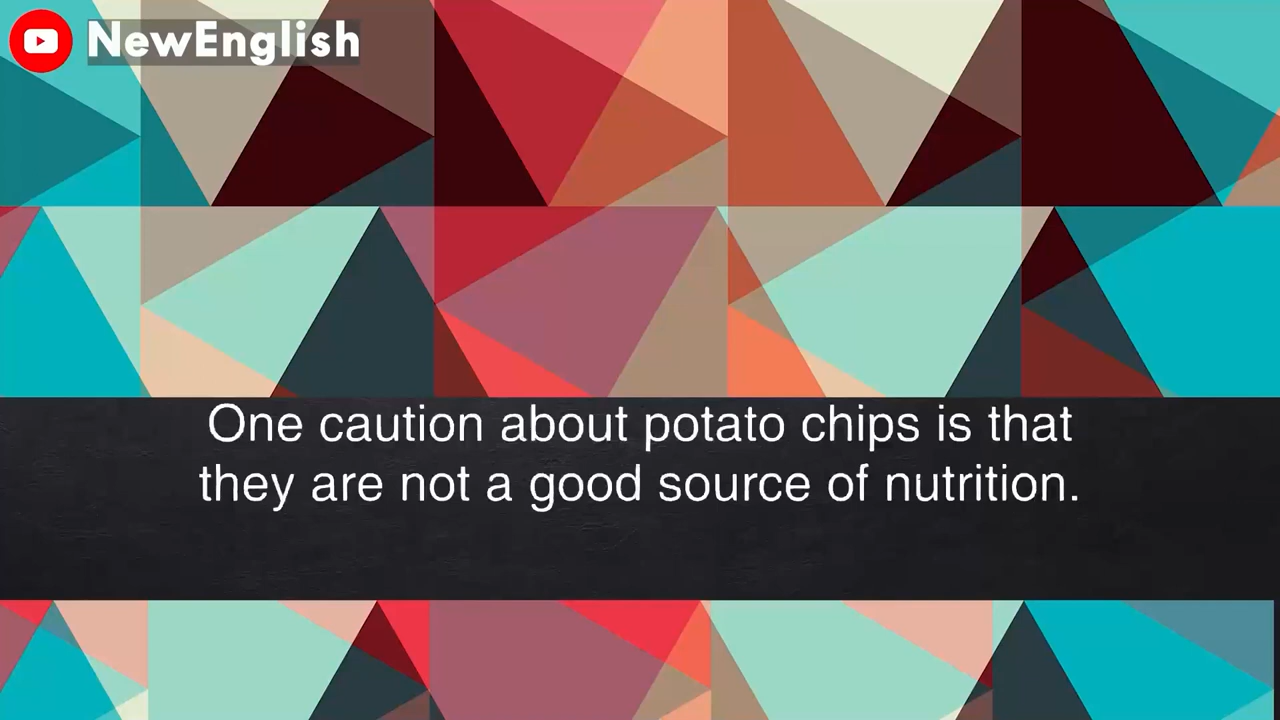 NewEnglish
One caution about potato chips is that
they are not a good source of nutrition.